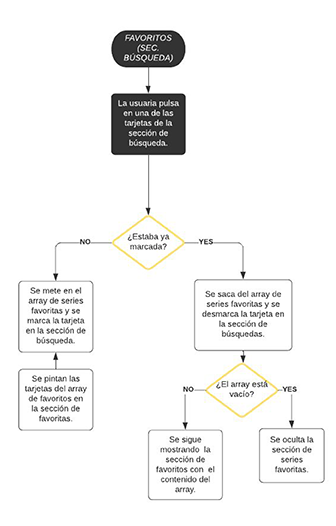 FAVORITOS
(SEC.
BÚSQUEDA)
La usuaria pulsa
en una de las
tarjetas de la
sección de
búsqueda.
¿Estaba ya
marcada?
NO
YES
Se mete en el
array de series
favoritas y se
marca la tarjeta
en la sección de
búsqueda.
Se saca del array de
series favoritas y se
desmarca la tarjeta en
la sección de
búsquedas.
Se pintan las
tarjetas del array
de favoritos en
la sección de
favoritas.
¿El array está
vacío?
NO
YES
Se sigue
mostrando la
sección de
favoritos con el
contenido del
array.
Se oculta la
sección de
series
favoritas.